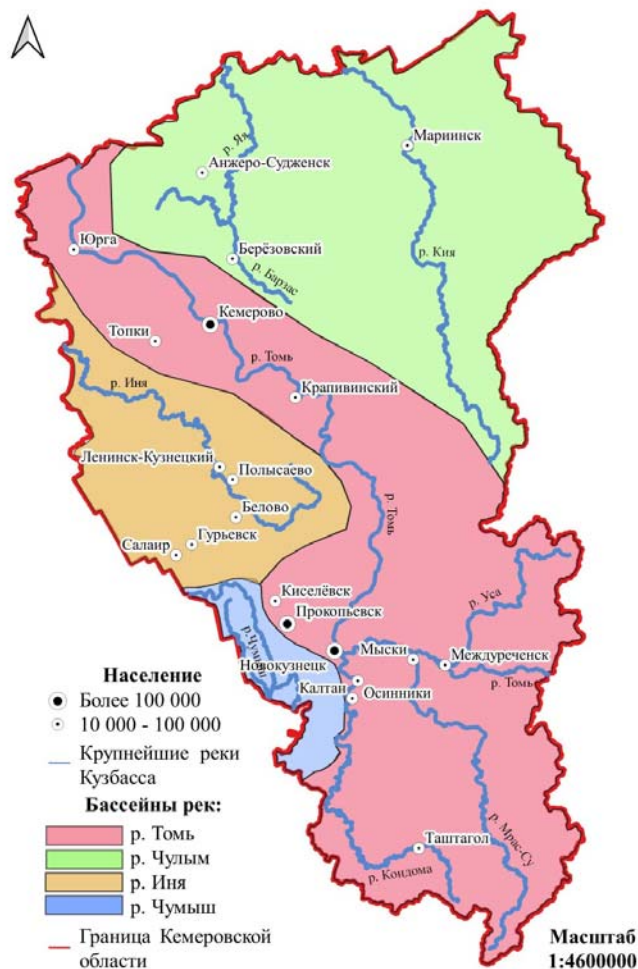 р. Яя
Мариинск
Анжеро-Судженск
Юрга
Берёзовский
р. Кия
р. Барзас
Кемерово
Топки
р. Томь
р. Иня
Крапивинский
Ленинск-Кузнецкий
Полысаево
р. Томь
Белово
Гурьевск
Салаир
Киселёвск
р. Уса
Прокопьевск
р.Чумыш
Новокузнецк
Мыски
Междуреченск
Калтан
Осинники
р. Томь
р. Мрас-Су
Таштагол
р. Кондома
Население
Более 100 000
10 000 - 100 000
Крупнейшие реки
Кузбасса
Бассейны рек:
р. Томь
р. Чулым
р. Иня
р. Чумыш
Граница Кемеровской
области
Масштаб
1:4600000